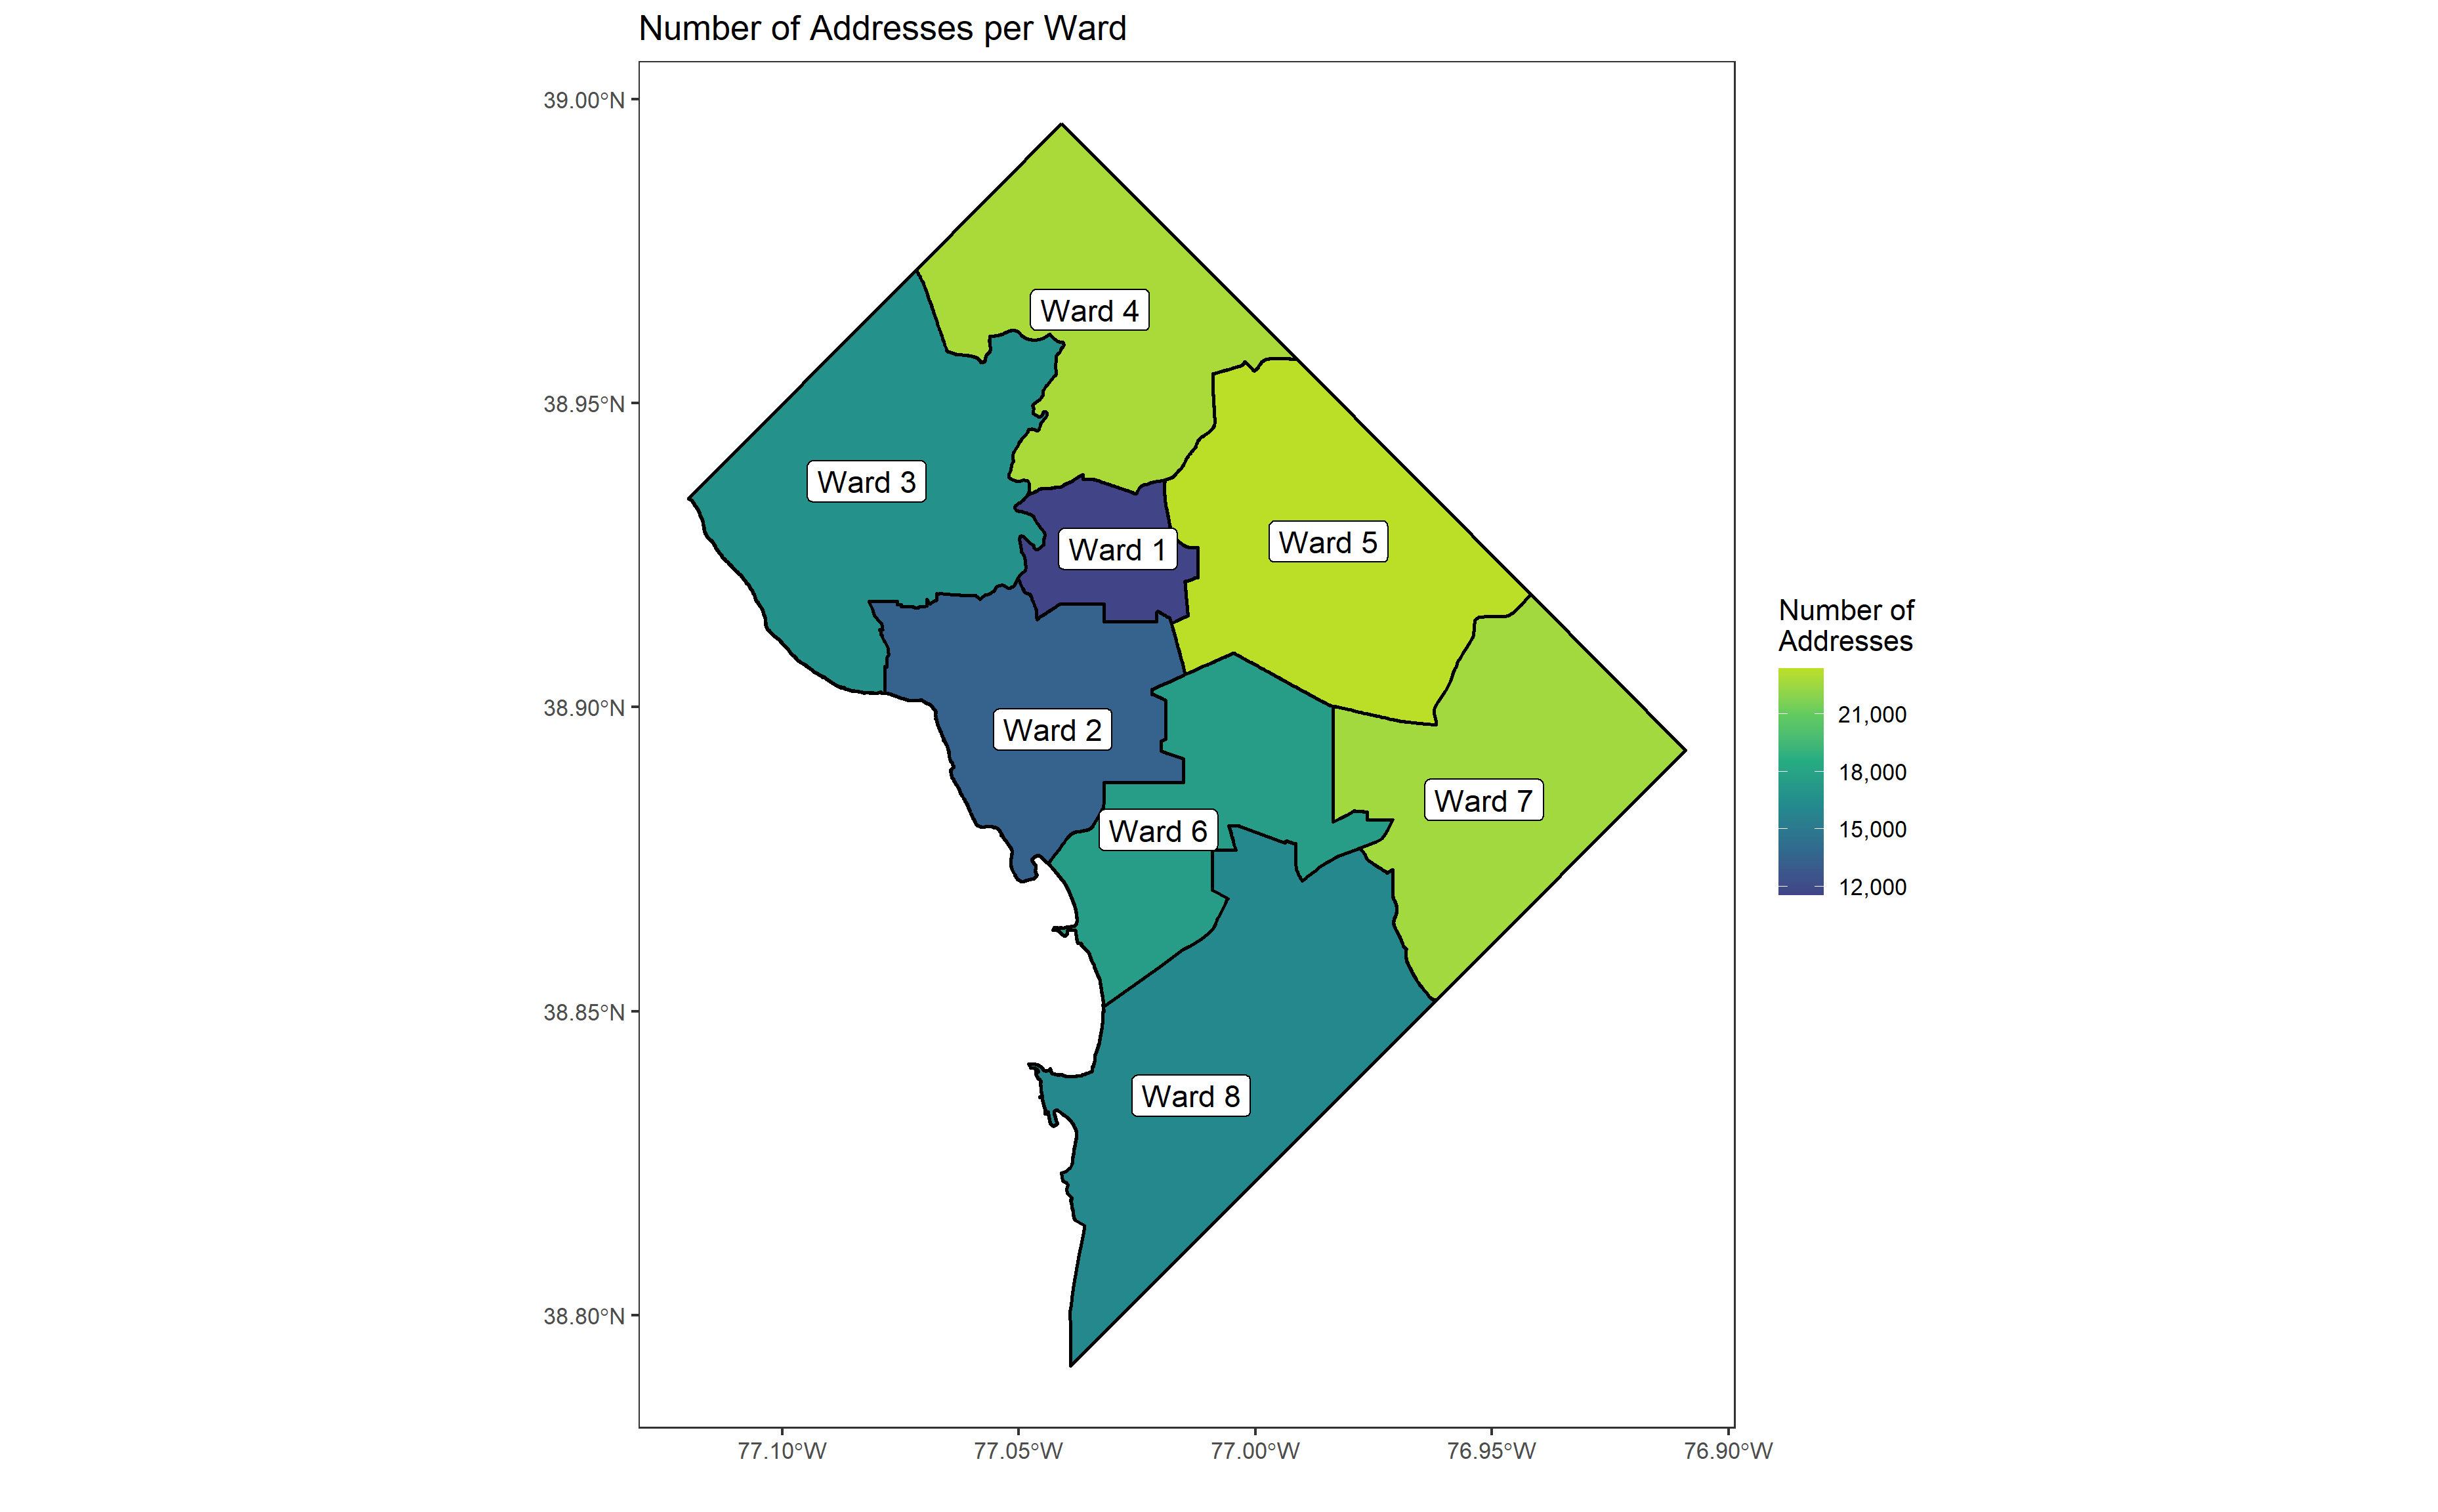 Number of Addresses per Ward
39.00°N
38.95°N
38.90°N
38.85°N
38.80°N
Ward 4
Ward 3
Ward 5
Ward 1
Ward 2
Ward 7
Ward 6
Ward 8
77.10°W
77.05°W
77.00°W
76.95°W
76.90°W
Number of
Addresses
21,000
18,000
15,000
12,000